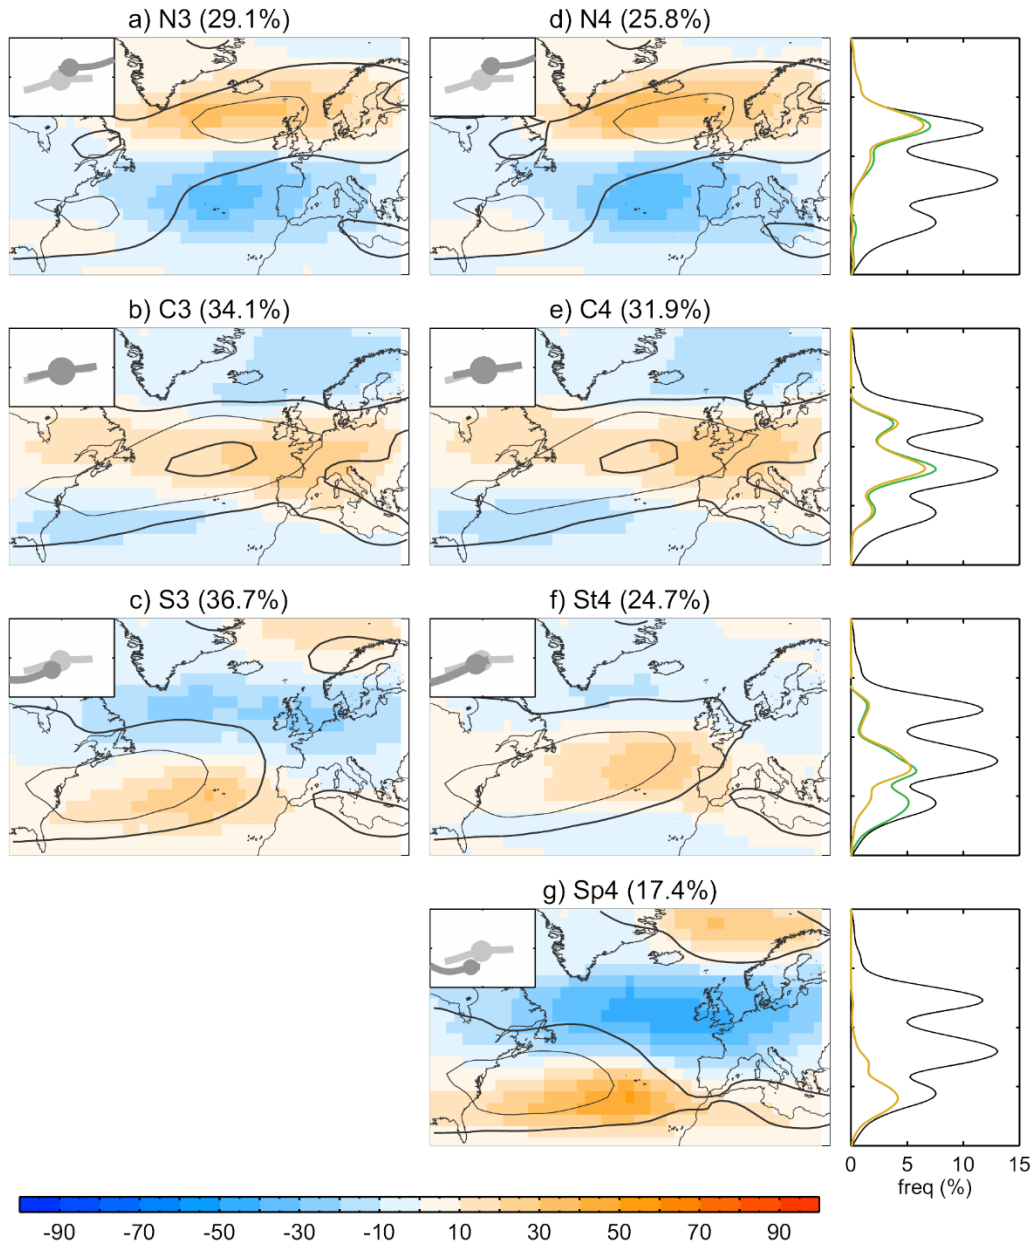 a) N3 (29.1%)
d) N4 (25.8%)
b) C3 (34.1%)
e) C4 (31.9%)
c) S3 (36.7%)
f) St4 (24.7%)
g) Sp4 (17.4%)
0 5 10 15
freq (%)
-90 -70 -50 -30 -10 10 30 50 70 90